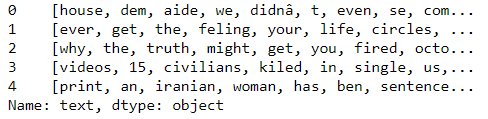 0    [house, dem, aide, we, didnâ, t, even, se, com...
1    [ever, get, the, feling, your, life, circles, ...
2    [why, the, truth, might, get, you, fired, octo...
3    [videos, 15, civilians, kiled, in, single, us,...
4    [print, an, iranian, woman, has, ben, sentence...
Name: text, dtype: object